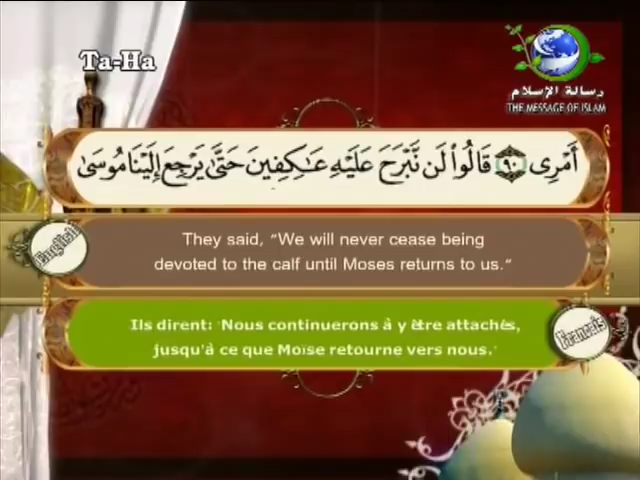 Ta-Ha
رسالة الإسلام
THE MESSAGE OF ISLAM
أَمْرِى ٩٠ قَالُوا۟ لَن نَّبْرَحَ عَلَيْهِ عَـٰكِفِينَ حَتَّىٰ يَرْجِعَ إِلَيْنَا مُوسَىٰ
English
They said, "We will never cease being
devoted to the calf until Moses returns to us."
Ils dirent: 'Nous continuerons à y être attachés,
jusqu'à ce que Moïse retourne vers nous.'
Francais